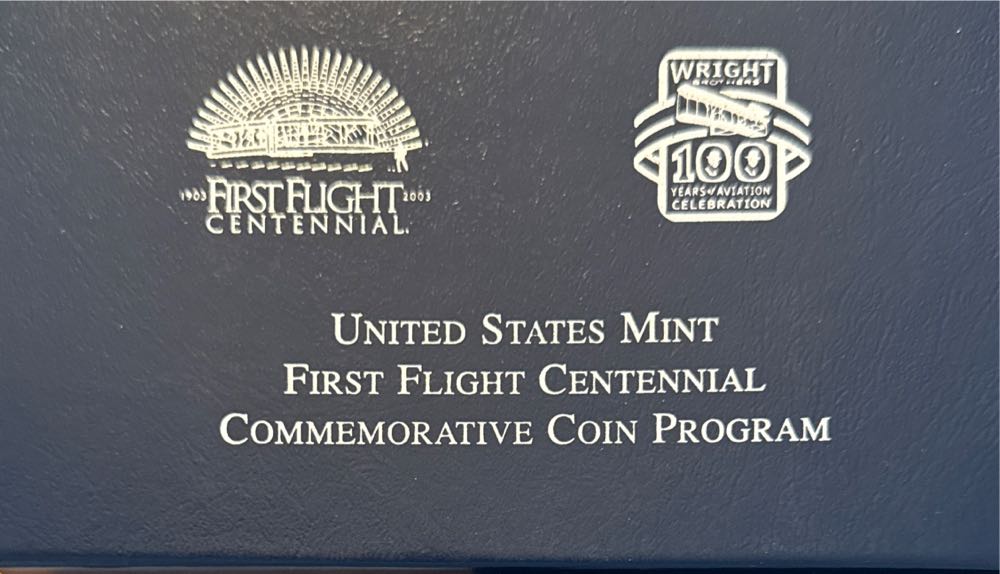 1903 FIRST FLIGHT 2003
CENTENNIAL.
WRIGHT
BROTHERS
100
YEARS of AVIATION
CELEBRATION
UNITED STATES MINT
FIRST FLIGHT CENTENNIAL
COMMEMORATIVE COIN PROGRAM